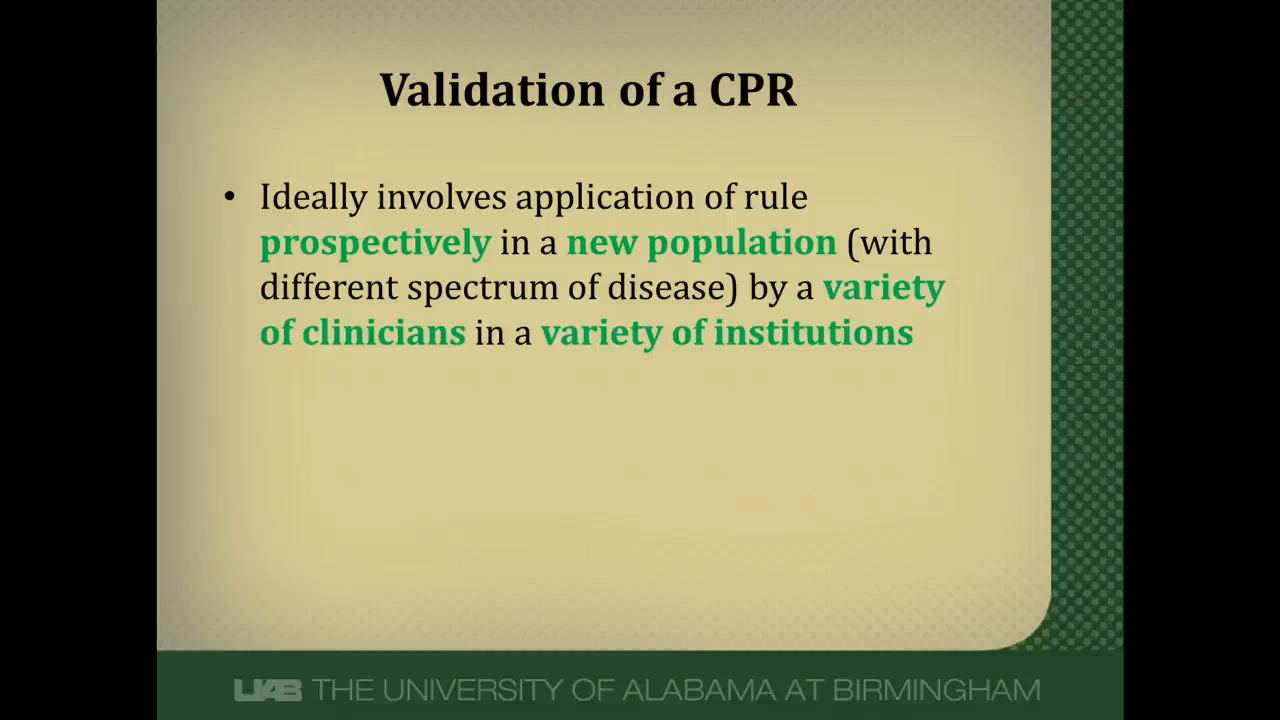 Validation of a CPR
• Ideally involves application of rule
prospectively in a new population (with
different spectrum of disease) by a variety
of clinicians in a variety of institutions
UAB THE UNIVERSITY OF ALABAMA AT BIRMINGHAM